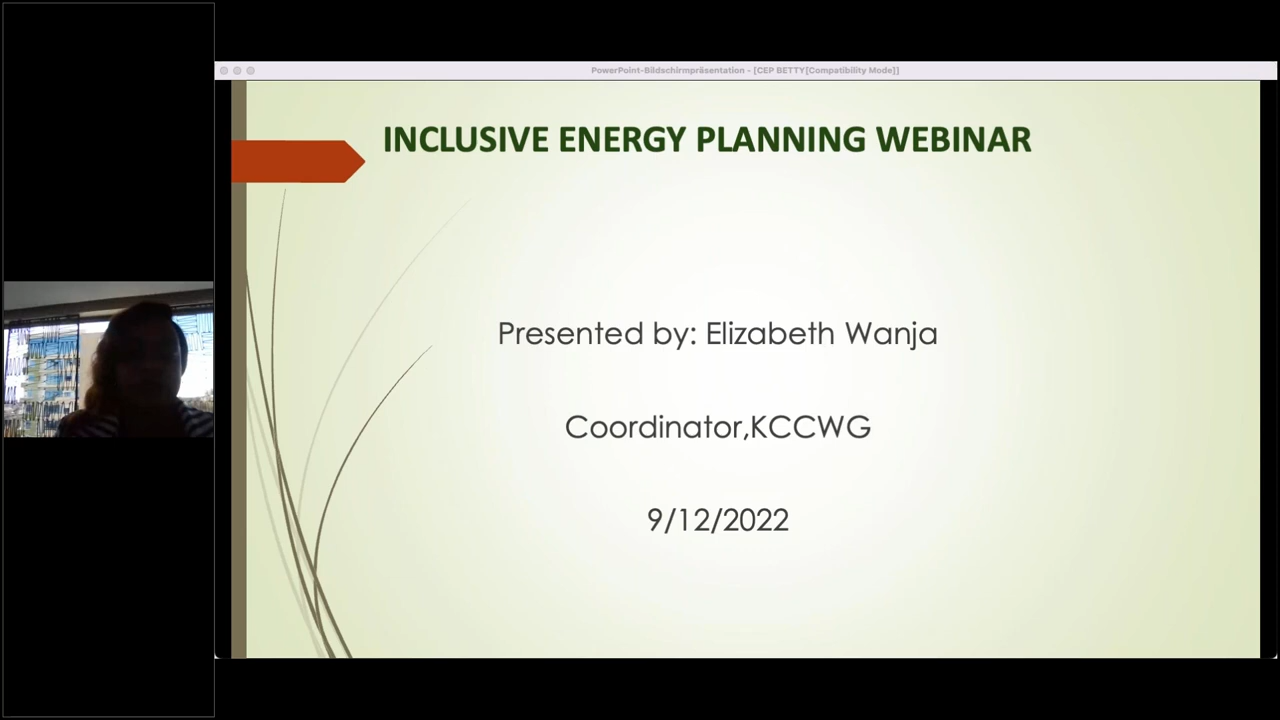 PowerPoint-Bildschirmpräsentation - [CEP BETTY[Compatibility Mode]]
INCLUSIVE ENERGY PLANNING WEBINAR
Presented by: Elizabeth Wanja
Coordinator,KCCWG
9/12/2022